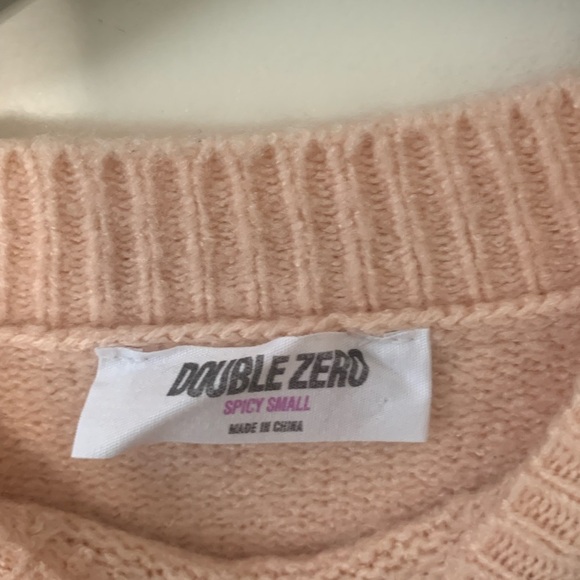 DOUBLE ZERO
SPICY SMALL
MADE IN CHINA